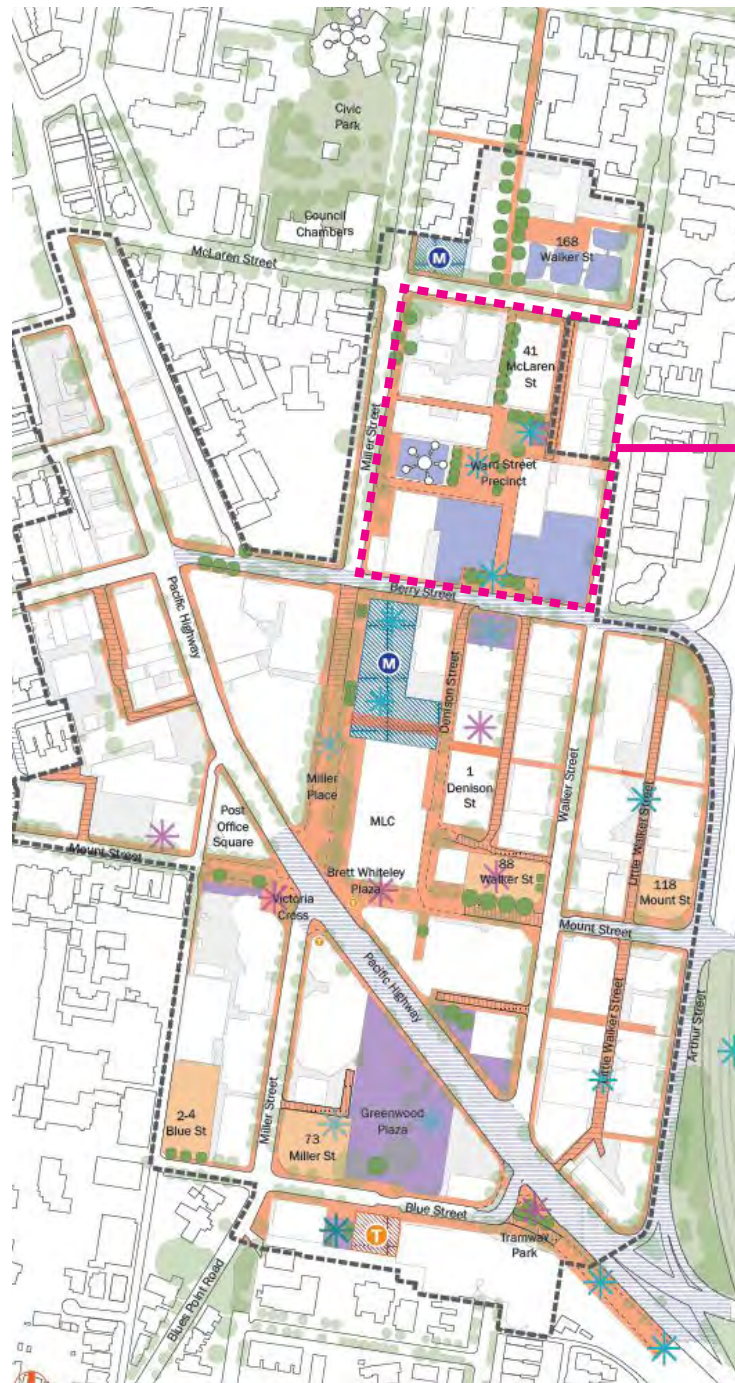 Civic
Park
Council
Chambers
McLaren Street
M
168
Walker St
41
McLaren
St
Miller Street
Ward Street
Precinct
Berry Street
Pacific Highway
M
Denison Street
Miller
Place
1
Denison
St
Walker Street
Post
Office
Square
MLC
Little Walker Street
Mount Street
Brett Whiteley
Plaza
88
Walker St
118
Mount St
Victoria
Cross
T
T
Mount Street
Pacific Highway
Little Walker Street
Arthur Street
2-4
Blue St
Miller Street
73
Miller St
Greenwood
Plaza
Blue Street
T
Tramway
Park
Blues Point Road